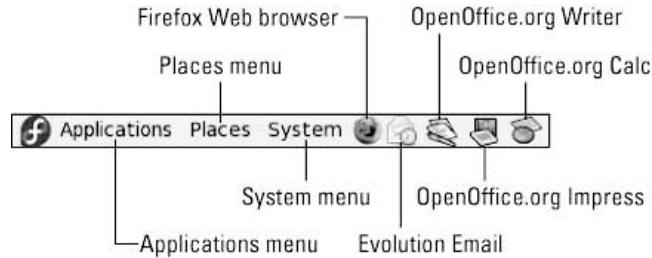 Firefox Web browser OpenOffice.org Writer
Places menu OpenOffice.org Calc
Applications Places System
System menu OpenOffice.org Impress
Applications menu Evolution Email